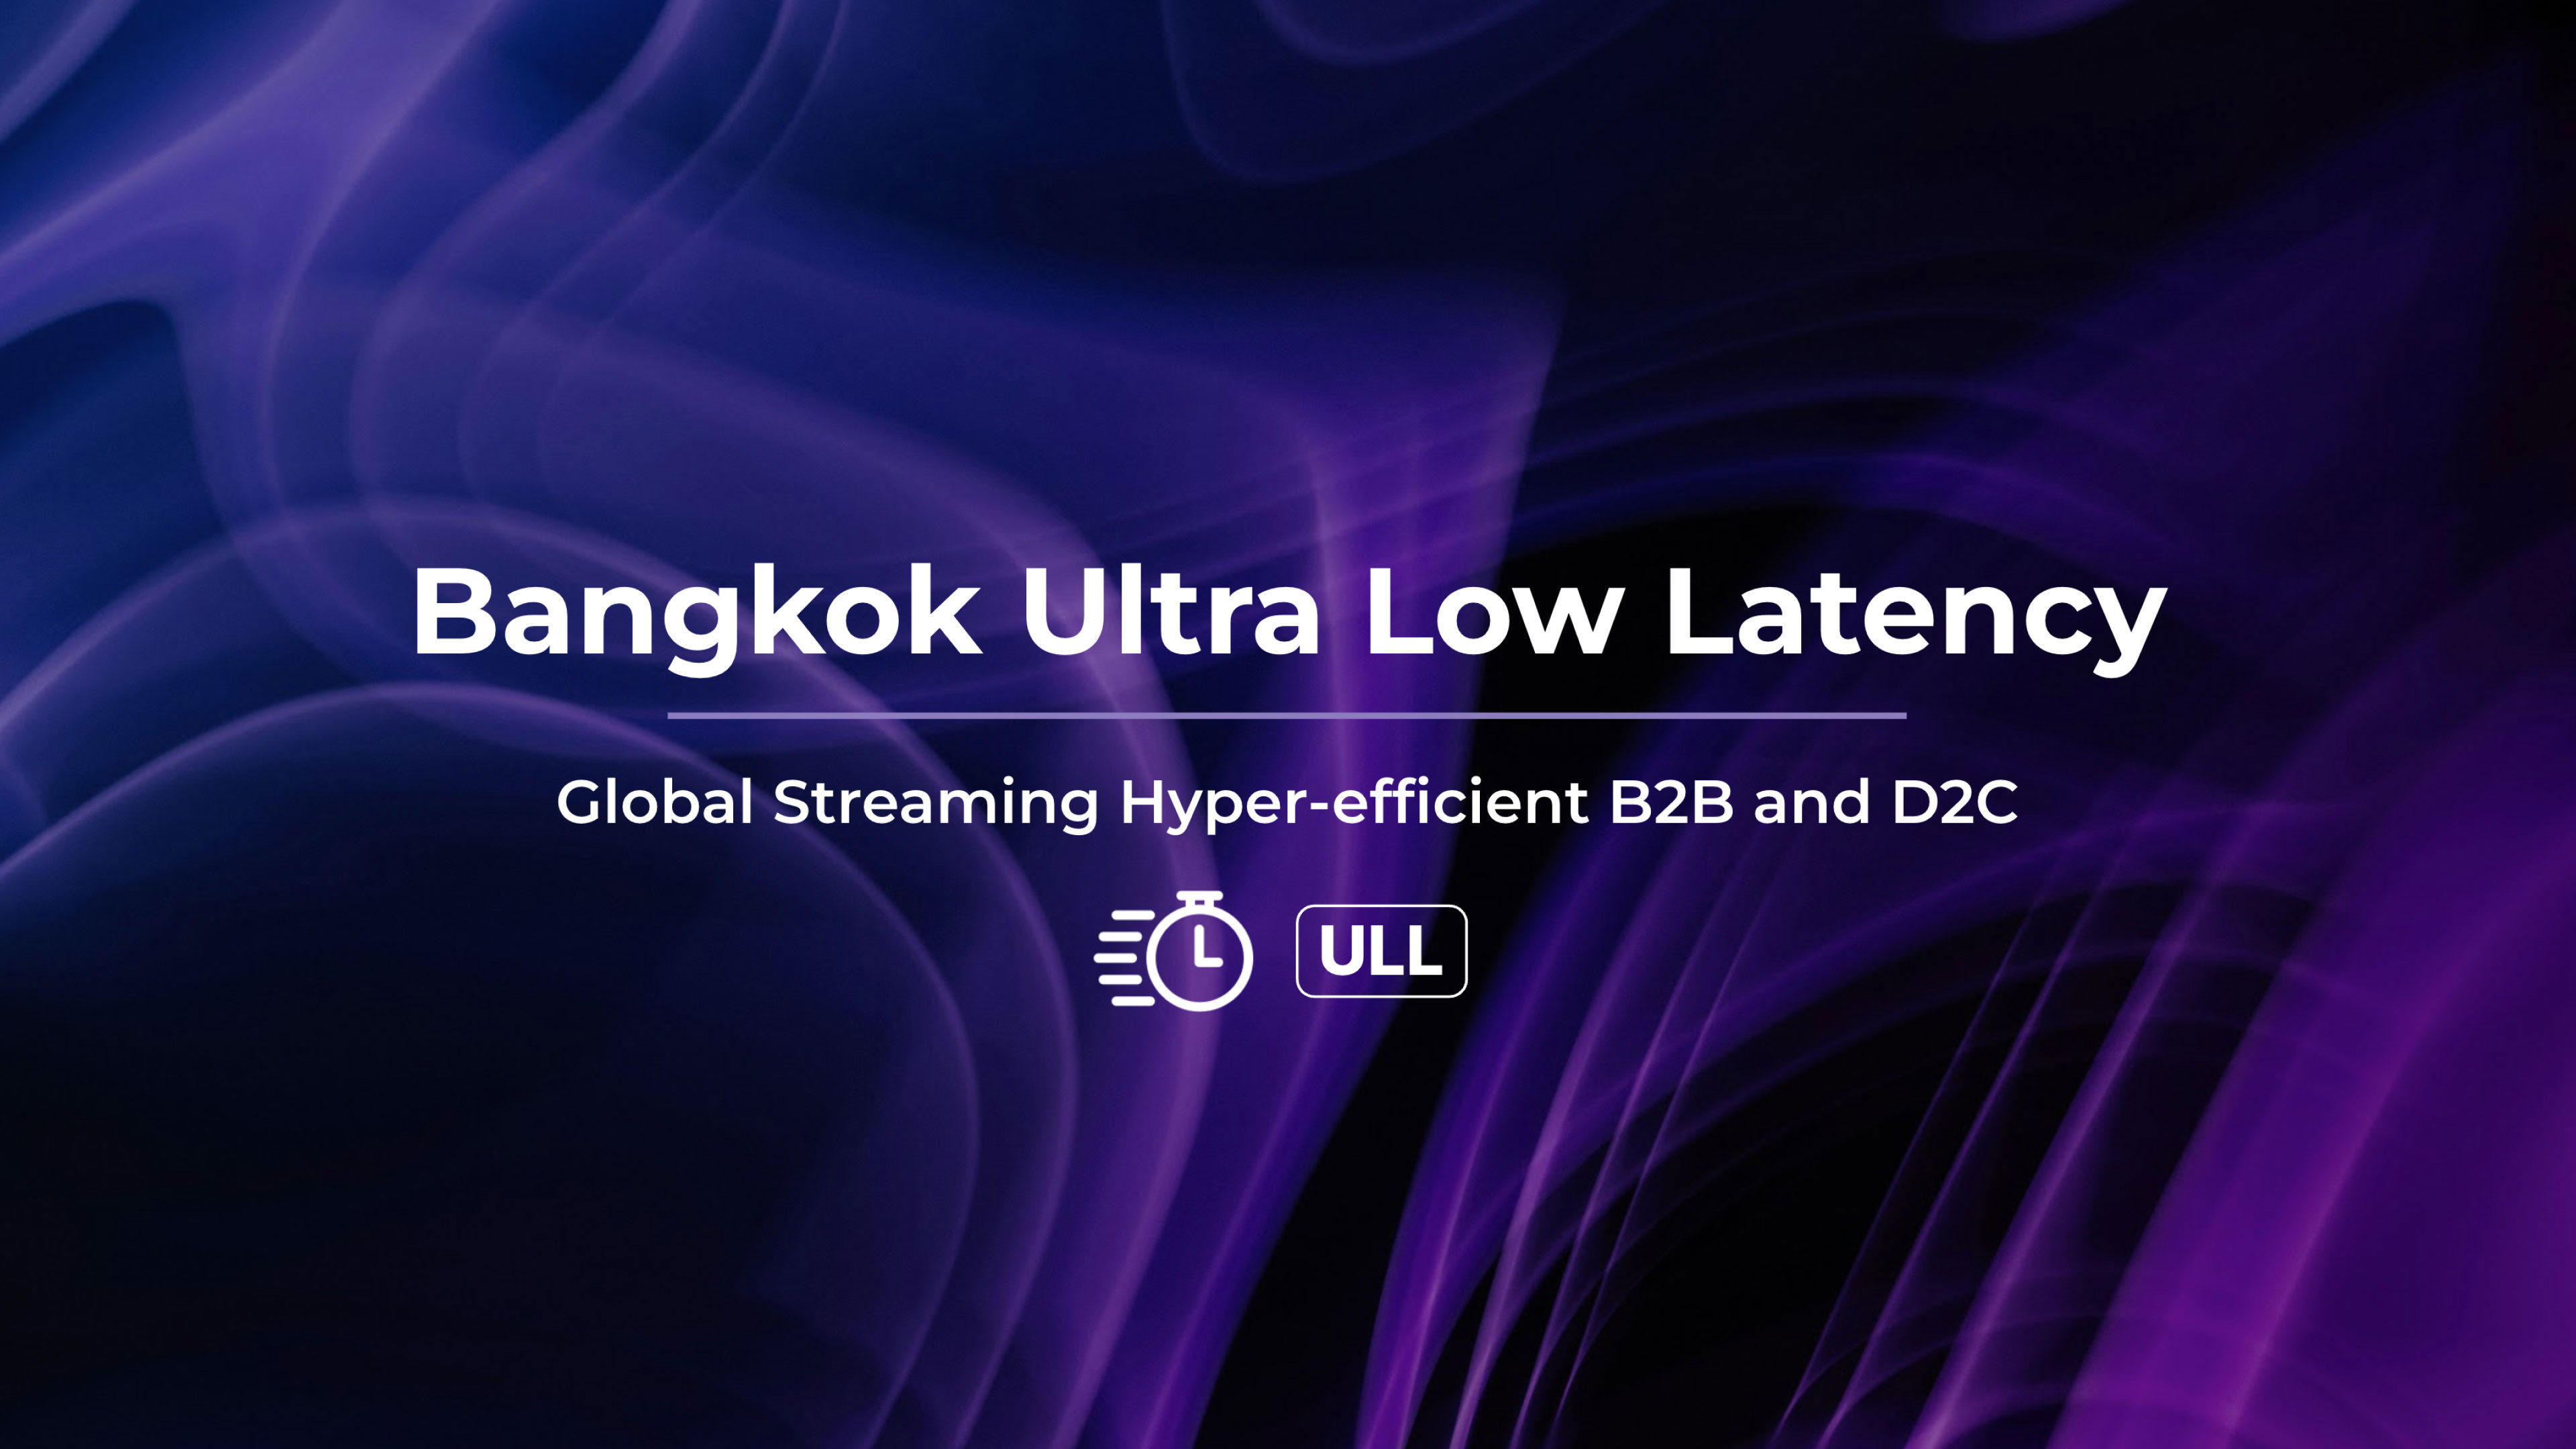 Bangkok Ultra Low Latency
Global Streaming Hyper-efficient B2B and D2C
ULL